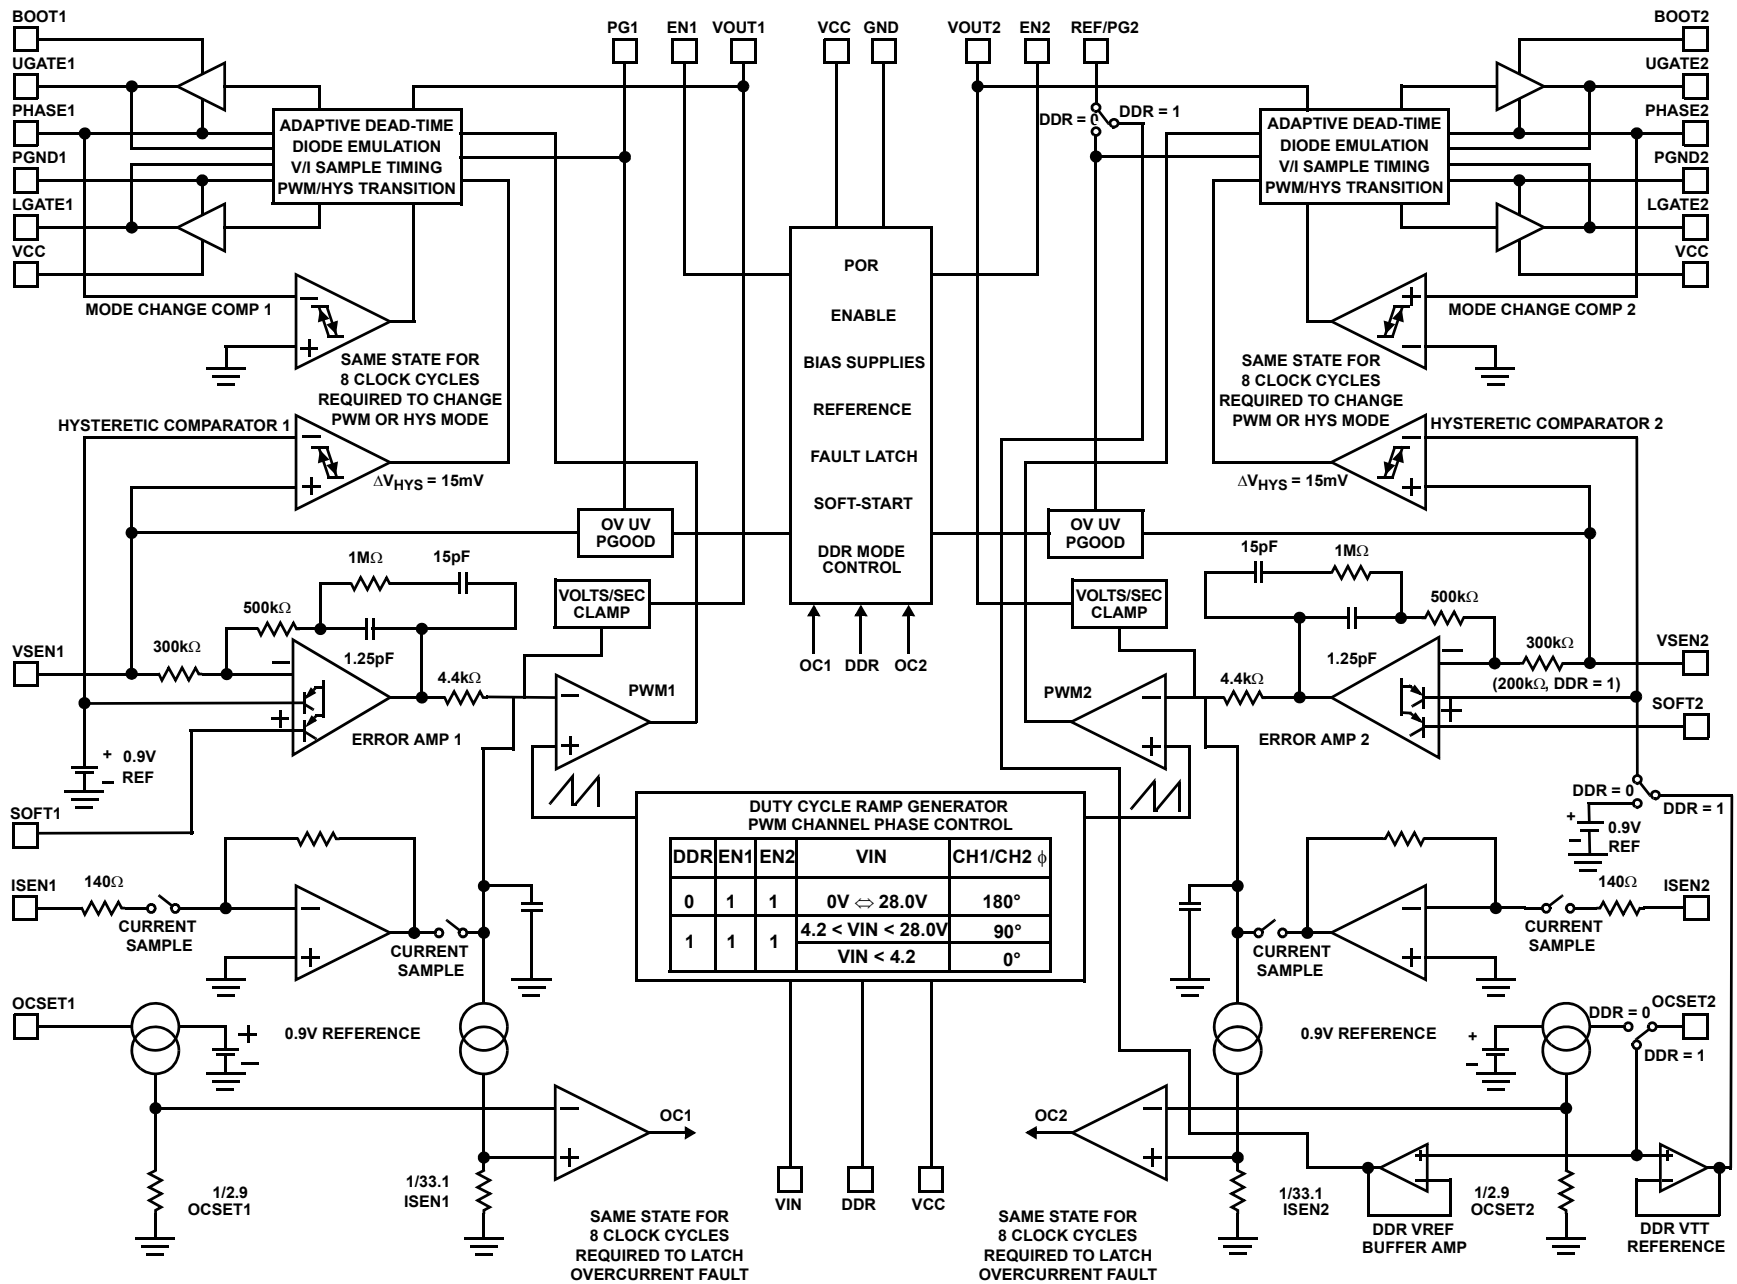 BOOT1
UGATE1
PHASE1
PGND1
LGATE1
VCC
PG1
EN1
VOUT1
VCC
GND
VOUT2
EN2
REF/PG2
BOOT2
UGATE2
PHASE2
PGND2
LGATE2
VCC
ADAPTIVE DEAD-TIME
DIODE EMULATION
V/I SAMPLE TIMING
PWM/HYS TRANSITION
DDR = 0
DDR = 1
ADAPTIVE DEAD-TIME
DIODE EMULATION
V/I SAMPLE TIMING
PWM/HYS TRANSITION
MODE CHANGE COMP 1
−
+
SAME STATE FOR
8 CLOCK CYCLES
REQUIRED TO CHANGE
PWM OR HYS MODE
HYSTERETIC COMPARATOR 1
−
+
ΔVHYS = 15mV
POR
ENABLE
BIAS SUPPLIES
REFERENCE
FAULT LATCH
SOFT-START
DDR MODE
CONTROL
OC1
DDR
OC2
MODE CHANGE COMP 2
+
−
SAME STATE FOR
8 CLOCK CYCLES
REQUIRED TO CHANGE
PWM OR HYS MODE
HYSTERETIC COMPARATOR 2
−
+
ΔVHYS = 15mV
OV UV
PGOOD
OV UV
PGOOD
1MΩ
15pF
500kΩ
300kΩ
1.25pF
VSEN1
−
+
4.4kΩ
ERROR AMP 1
VOLTS/SEC
CLAMP
−
+
PWM1
+
−
0.9V
REF
SOFT1
VOLTS/SEC
CLAMP
15pF
1MΩ
500kΩ
300kΩ
(200kΩ, DDR = 1)
1.25pF
VSEN2
−
+
SOFT2
4.4kΩ
ERROR AMP 2
PWM2
−
+
DDR = 0
DDR = 1
+
−
0.9V
REF
DUTY CYCLE RAMP GENERATOR
PWM CHANNEL PHASE CONTROL
DDR EN1 EN2 VIN CH1/CH2 ϕ
0 1 1 0V ⇔ 28.0V 180°
1 1 1 4.2 < VIN < 28.0V 90°
VIN < 4.2 0°
ISEN1
140Ω
CURRENT
SAMPLE
−
+
CURRENT
SAMPLE
ISEN2
140Ω
CURRENT
SAMPLE
−
+
CURRENT
SAMPLE
OCSET1
+
−
0.9V REFERENCE
−
+
OC1
1/2.9
OCSET1
1/33.1
ISEN1
SAME STATE FOR
8 CLOCK CYCLES
REQUIRED TO LATCH
OVERCURRENT FAULT
VIN
DDR
VCC
0.9V REFERENCE
+
−
DDR = 0
OCSET2
DDR = 1
OC2
−
+
SAME STATE FOR
8 CLOCK CYCLES
REQUIRED TO LATCH
OVERCURRENT FAULT
1/33.1
ISEN2
+
−
DDR VREF
BUFFER AMP
1/2.9
OCSET2
+
−
DDR VTT
REFERENCE